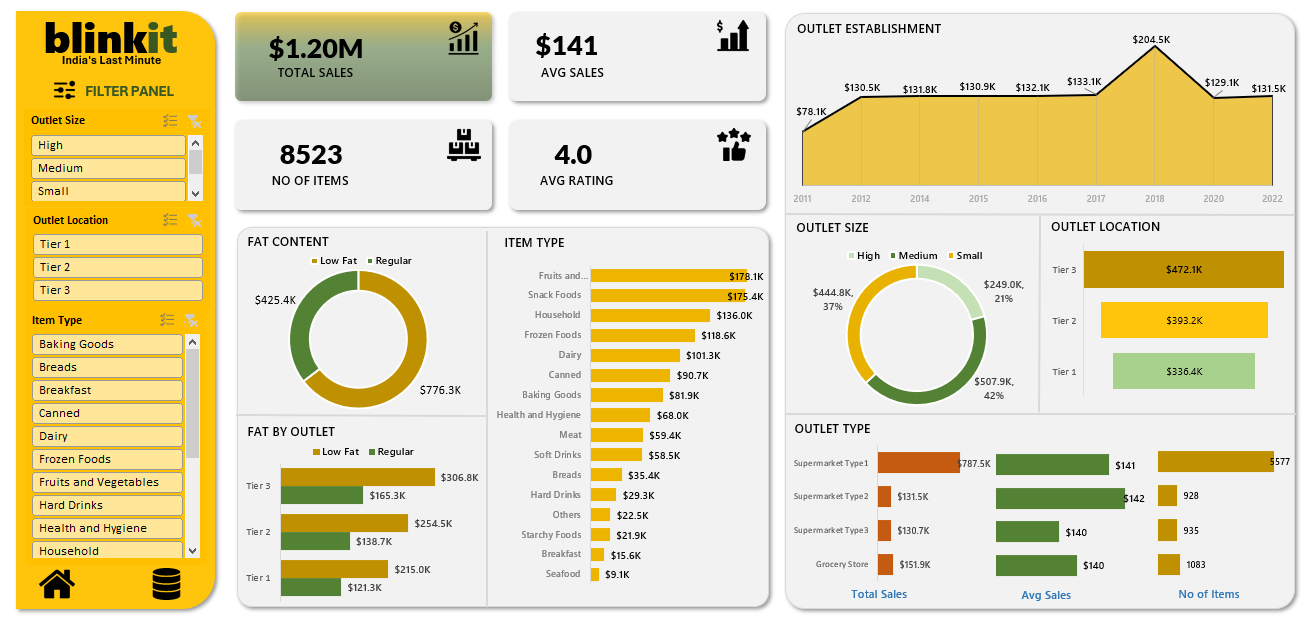 blinkit
India's Last Minute
FILTER PANEL
Outlet Size
High
Medium
Small
Outlet Location
Tier 1
Tier 2
Tier 3
Item Type
Baking Goods
Breads
Breakfast
Canned
Dairy
Frozen Foods
Fruits and Vegetables
Hard Drinks
Health and Hygiene
Household
$1.20M
TOTAL SALES
$141
AVG SALES
8523
NO OF ITEMS
4.0
AVG RATING
FAT CONTENT
Low Fat Regular
$425.4K
$776.3K
FAT BY OUTLET
Low Fat Regular
Tier 3 $306.8K
$165.3K
Tier 2 $254.5K
$138.7K
Tier 1 $215.0K
$121.3K
ITEM TYPE
Fruits and... $178.1K
Snack Foods $175.4K
Household $136.0K
Frozen Foods $118.6K
Dairy $101.3K
Canned $90.7K
Baking Goods $81.9K
Health and Hygiene $68.0K
Meat $59.4K
Soft Drinks $58.5K
Breads $35.4K
Hard Drinks $29.3K
Others $22.5K
Starchy Foods $21.9K
Breakfast $15.6K
Seafood $9.1K
OUTLET ESTABLISHMENT
$78.1K $130.5K $131.8K $130.9K $132.1K $133.1K $204.5K $129.1K $131.5K
2011 2012 2014 2015 2016 2017 2018 2020 2022
OUTLET SIZE
High Medium Small
$444.8K,
37%
$249.0K,
21%
$507.9K,
42%
OUTLET LOCATION
Tier 3 $472.1K
Tier 2 $393.2K
Tier 1 $336.4K
OUTLET TYPE
Supermarket Type1 $787.5K $141 5577
Supermarket Type2 $131.5K $142 928
Supermarket Type3 $130.7K $140 935
Grocery Store $151.9K $140 1083
Total Sales Avg Sales No of Items